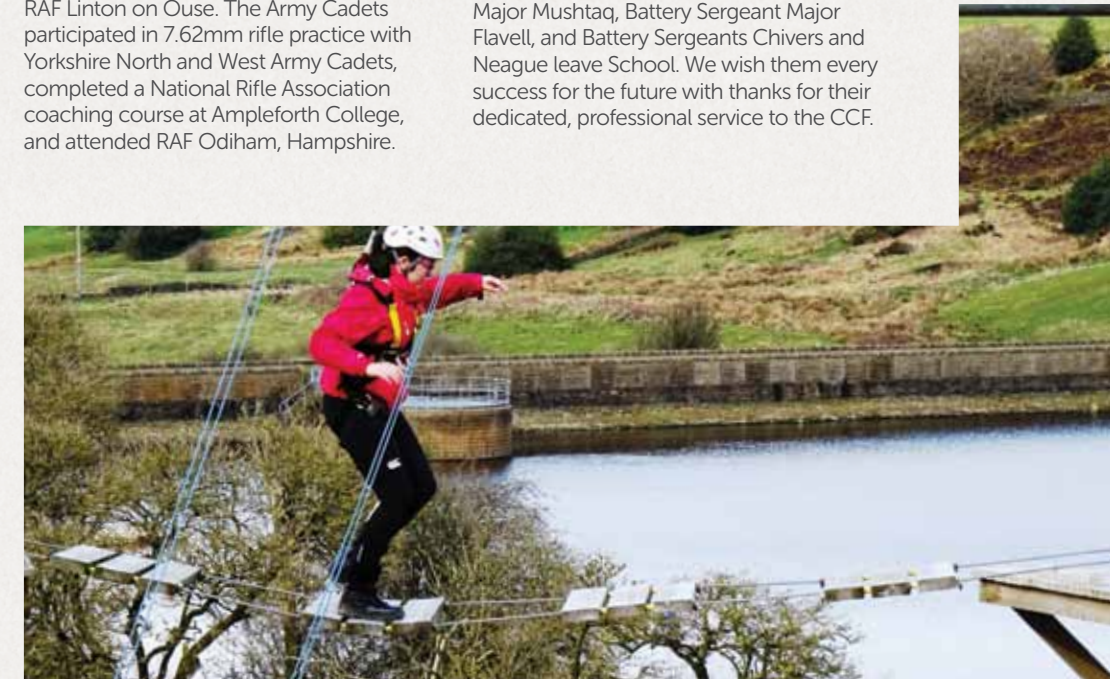 RAF Linton on Ouse. The Army Cadets
participated in 7.62mm rifle practice with
Yorkshire North and West Army Cadets,
completed a National Rifle Association
coaching course at Ampleforth College,
and attended RAF Odiham, Hampshire.
Major Mushtaq, Battery Sergeant Major
Flavell, and Battery Sergeants Chivers and
Neague leave School. We wish them every
success for the future with thanks for their
dedicated, professional service to the CCF.